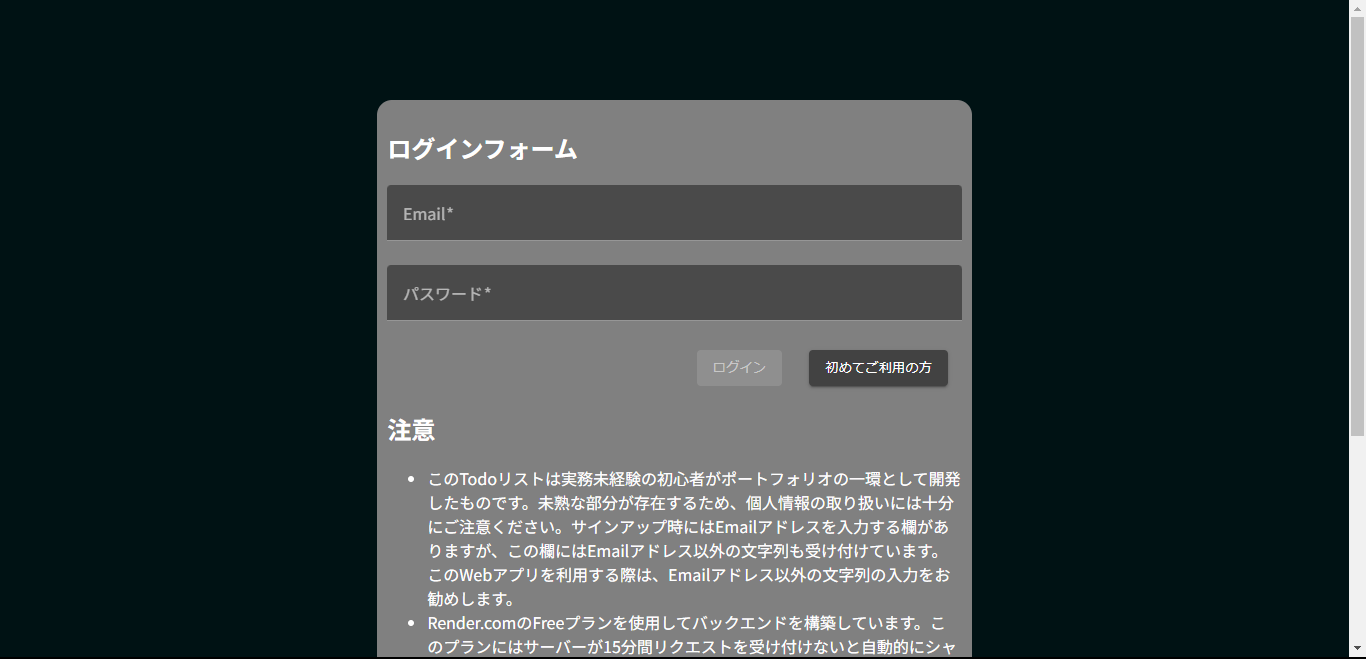 ログインフォーム
Email*
パスワード*
ログイン
初めてご利用の方
注意
このTodoリストは実務未経験の初心者がポートフォリオの一環として開発
したものです。未熟な部分が存在するため、個人情報の取り扱いには十分
にご注意ください。サインアップ時にはEmailアドレスを入力する欄があ
りますが、この欄にはEmailアドレス以外の文字列も受け付けています。
このWebアプリを利用する際は、Emailアドレス以外の文字列の入力をお
勧めします。
Render.comのFreeプランを使用してバックエンドを構築しています。こ
のプランにはサーバーが15分間リクエストを受け付けないと自動的にシャ